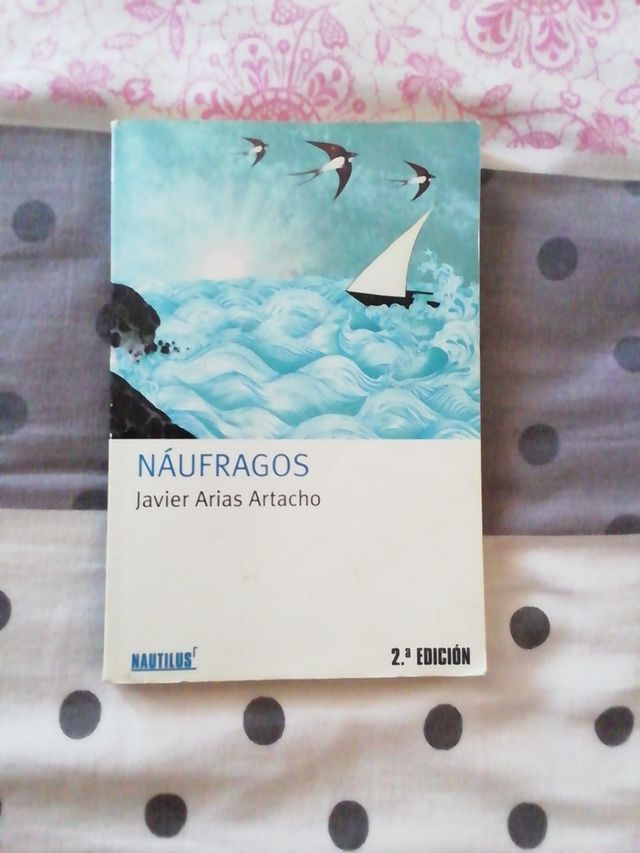 NÁUFRAGOS
Javier Arias Artacho
NAUTILUS
2.ª EDICIÓN